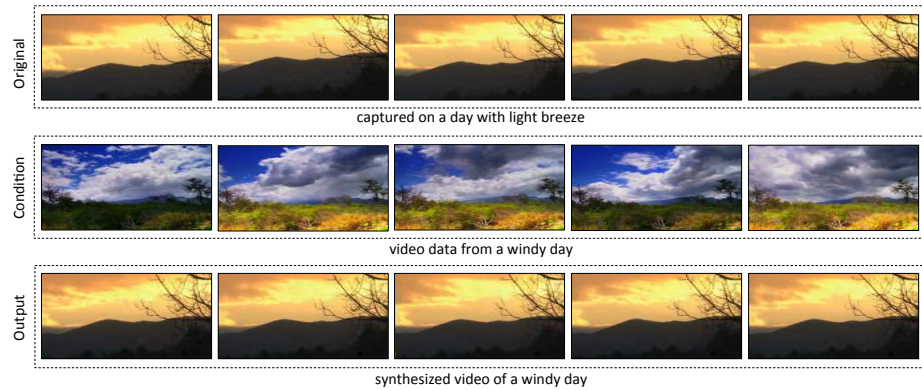 Original
captured on a day with light breeze
Condition
video data from a windy day
Output
synthesized video of a windy day